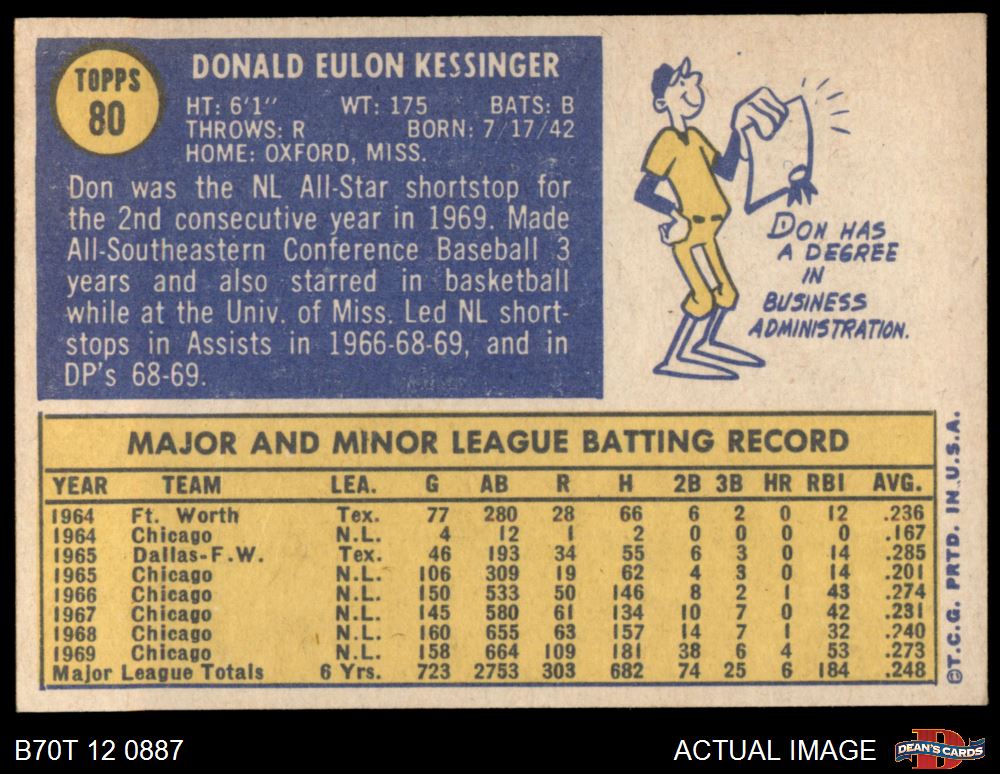 TOPPS
80
DONALD EULON KESSINGER
HT: 6'1" WT: 175 BATS: B
THROWS: R BORN: 7/17/42
HOME: OXFORD, MISS.
Don was the NL All-Star shortstop for
the 2nd consecutive year in 1969. Made
All-Southeastern Conference Baseball 3
years and also starred in basketball
while at the Univ. of Miss. Led NL short-
stops in Assists in 1966-68-69, and in
DP's 68-69.
DON HAS
A DEGREE
IN
BUSINESS
ADMINISTRATION.
MAJOR AND MINOR LEAGUE BATTING RECORD
YEAR TEAM LEA. G AB R H 2B 3B HR RBI AVG.
1964 Ft. Worth Tex. 77 280 28 66 6 2 0 12 .236
1964 Chicago N.L. 4 12 1 2 0 0 0 0 .167
1965 Dallas-F.W. Tex. 46 193 34 55 6 3 0 14 .285
1965 Chicago N.L. 106 309 19 62 4 3 0 14 .201
1966 Chicago N.L. 150 533 50 146 8 2 1 43 .274
1967 Chicago N.L. 145 580 61 134 10 7 0 42 .231
1968 Chicago N.L. 160 655 63 157 14 7 1 32 .240
1969 Chicago N.L. 158 664 109 181 38 6 4 53 .273
Major League Totals 6 Yrs. 723 2753 303 682 74 25 6 184 .248
©T.C.G. PRTD. IN U.S.A.
B70T 12 0887
ACTUAL IMAGE
DEAN'S CARDS